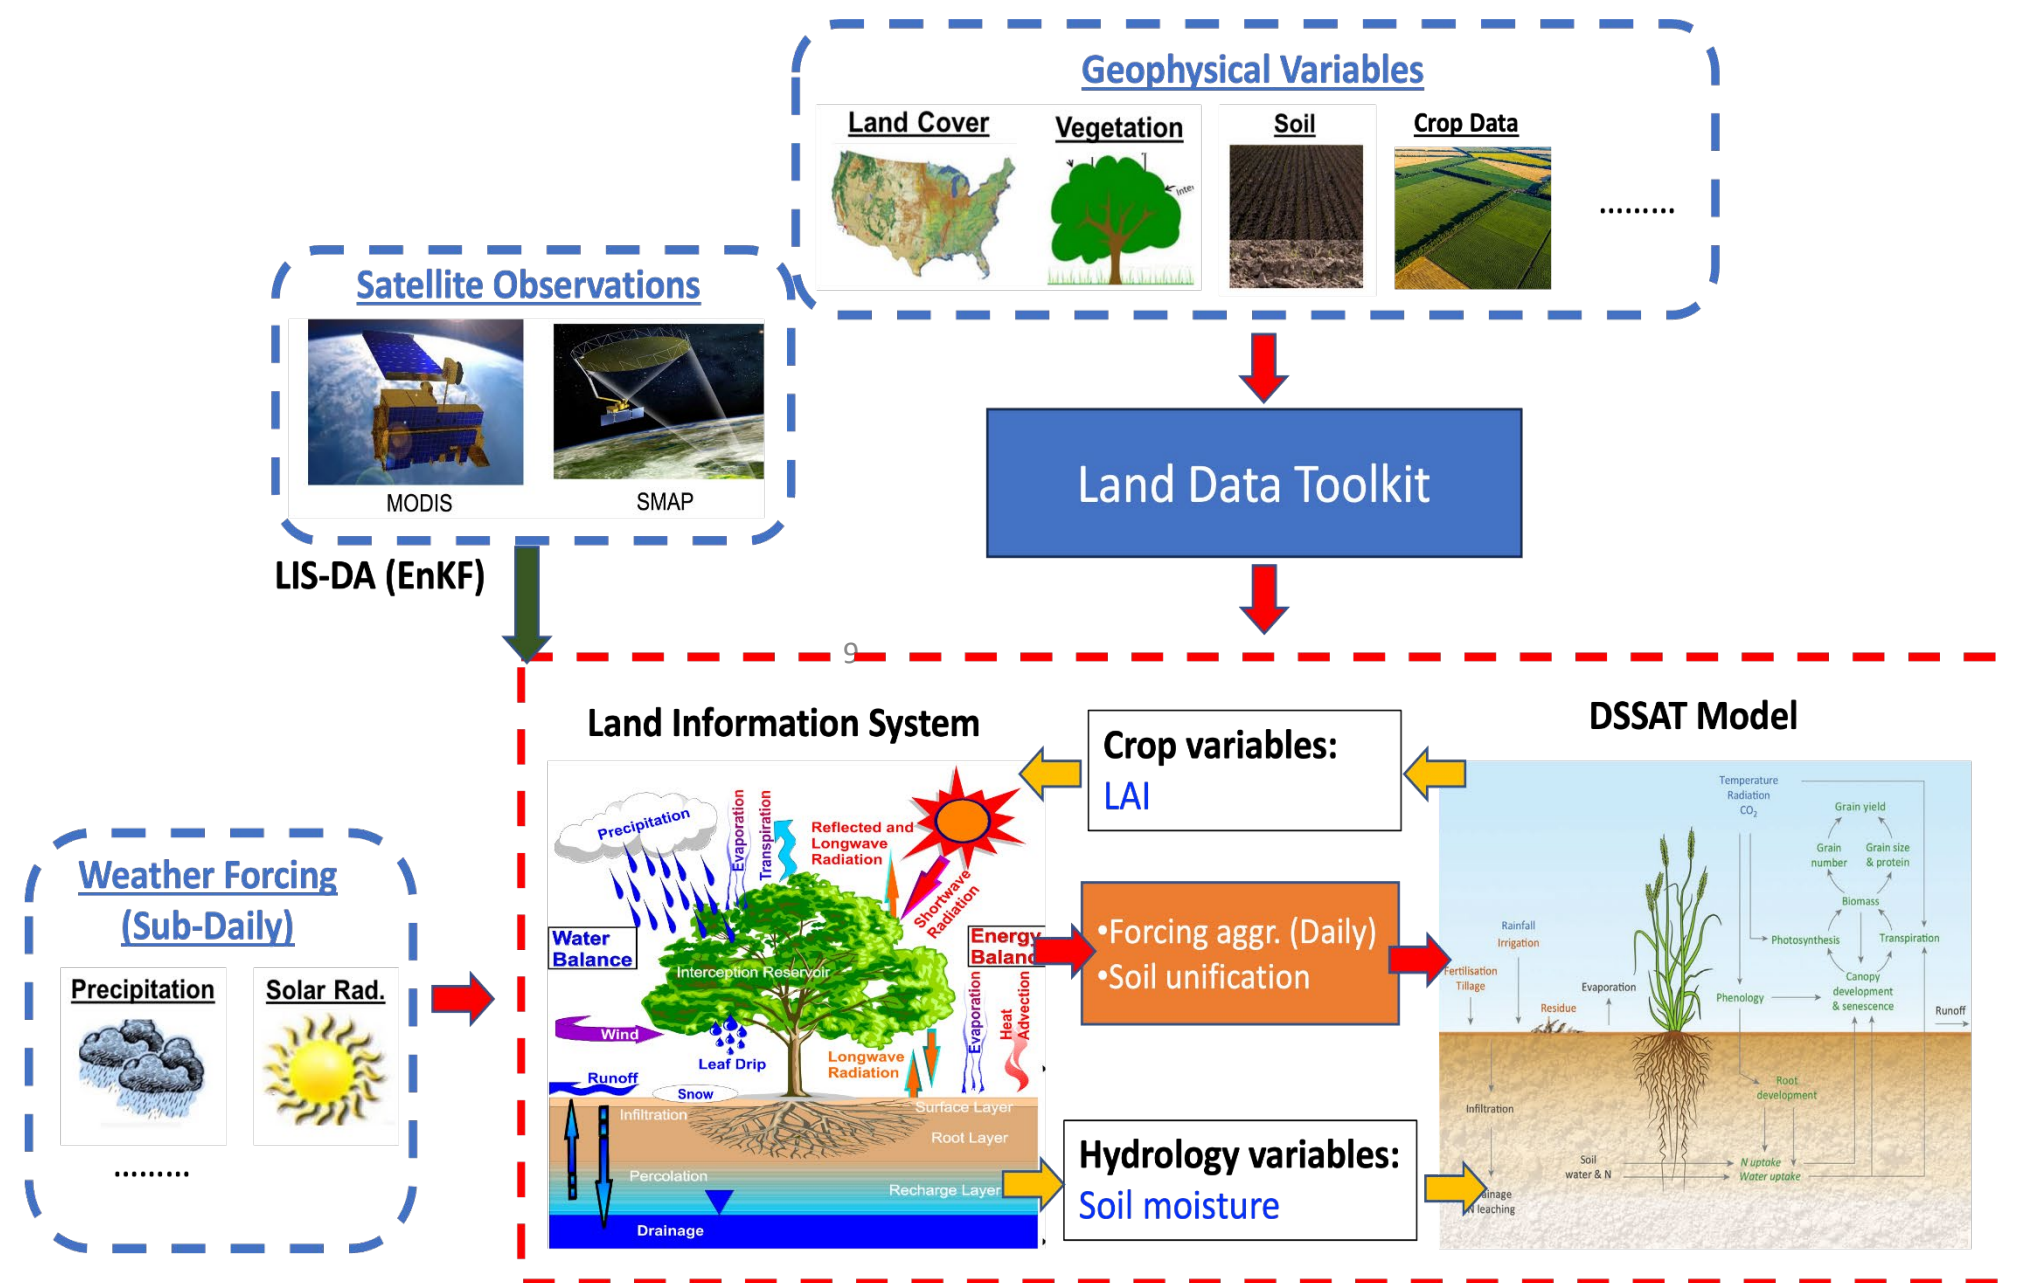 Geophysical Variables
Land Cover
Vegetation
Soil
Crop Data
Inte
.........
Satellite Observations
MODIS
SMAP
LIS-DA (EnKF)
Land Data Toolkit
9
Land Information System
Crop variables:
LAI
DSSAT Model
Weather Forcing
(Sub-Daily)
Precipitation
Solar Rad.
.........
Precipitation
Evaporation
Transpiration
Reflected and
Longwave
Radiation
Shortwave
Radiation
Water
Balance
Energy
Balanc
Interception Reservoir
Wind
Leaf Drip
Longwave
Radiation
Evaporation
Heat
Advection
Runoff
Snow
Infiltration
Surface Layer
Root Layer
Percolation
Recharge Layer
Drainage
•Forcing aggr. (Daily)
•Soil unification
Hydrology variables:
Soil moisture
Temperature
Radiation
CO2
Grain yield
Grain
number
Grain size
& protein
Biomass
Rainfall
Irrigation
Photosynthesis
Transpiration
Fertilisation
Tillage
Evaporation
Canopy
development
& senescence
Residue
Phenology
Runoff
Root
development
Infiltration
Soil
water & N
N uptake
Water uptake
ainage
N leaching